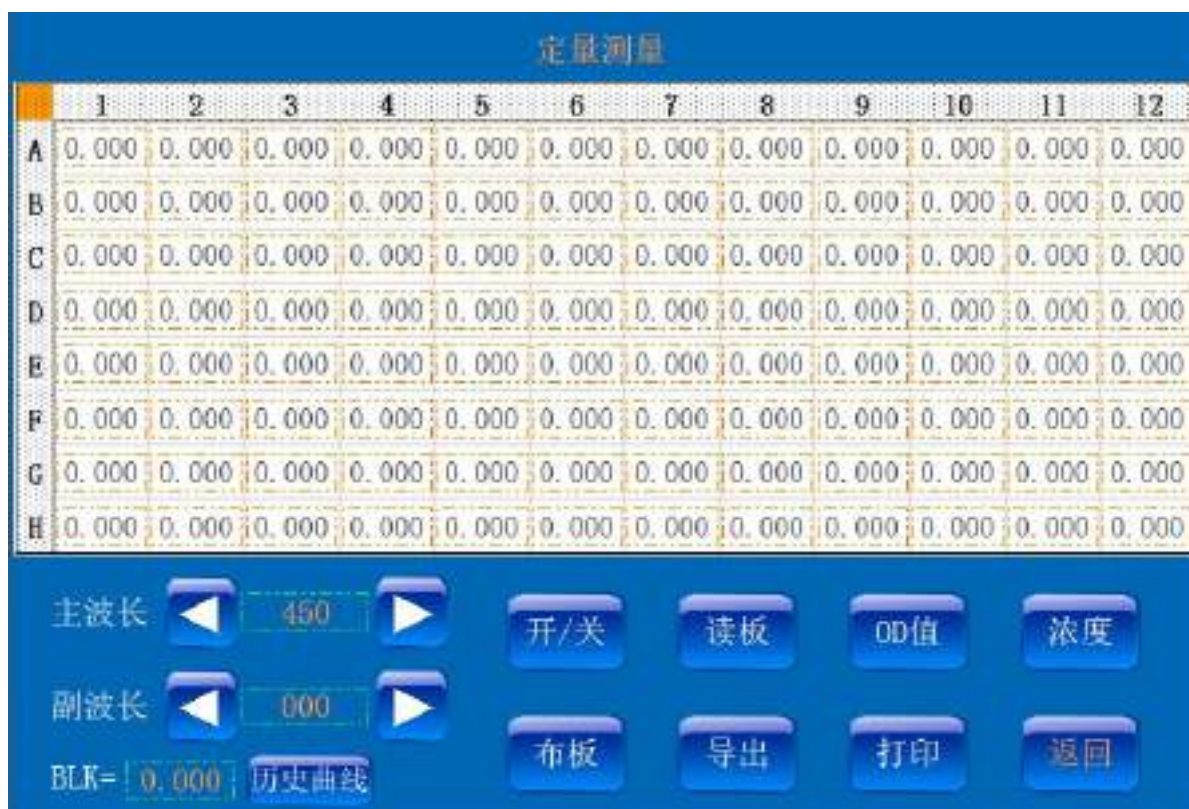 定量测量
1 2 3 4 5 6 7 8 9 10 11 12
A 0.000 0.000 0.000 0.000 0.000 0.000 0.000 0.000 0.000 0.000 0.000 0.000
B 0.000 0.000 0.000 0.000 0.000 0.000 0.000 0.000 0.000 0.000 0.000 0.000
C 0.000 0.000 0.000 0.000 0.000 0.000 0.000 0.000 0.000 0.000 0.000 0.000
D 0.000 0.000 0.000 0.000 0.000 0.000 0.000 0.000 0.000 0.000 0.000 0.000
E 0.000 0.000 0.000 0.000 0.000 0.000 0.000 0.000 0.000 0.000 0.000 0.000
F 0.000 0.000 0.000 0.000 0.000 0.000 0.000 0.000 0.000 0.000 0.000 0.000
G 0.000 0.000 0.000 0.000 0.000 0.000 0.000 0.000 0.000 0.000 0.000 0.000
H 0.000 0.000 0.000 0.000 0.000 0.000 0.000 0.000 0.000 0.000 0.000 0.000
主波长 450 开/关 读板 OD值 浓度
副波长 000
布板 导出 打印 返回
BLK= 0.000 历史曲线